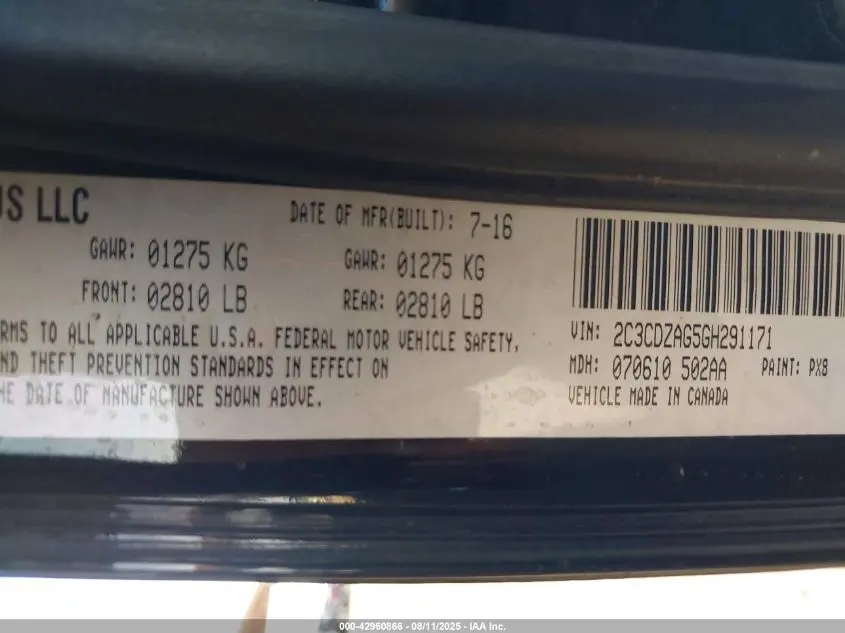 US LLC
DATE OF MFR(BUILT): 7-16
GAWR: 01275 KG GAWR: 01275 KG
FRONT: 02810 LB REAR: 02810 LB
RMS TO ALL APPLICABLE U.S.A. FEDERAL MOTOR VEHICLE SAFETY,
ND THEFT PREVENTION STANDARDS IN EFFECT ON
HE DATE OF MANUFACTURE SHOWN ABOVE.
VIN: 2C3CDZAG5GH291171
MDH: 070610 502AA PAINT: PX8
VEHICLE MADE IN CANADA
000-42960866 - 08/11/2025 - IAA Inc.